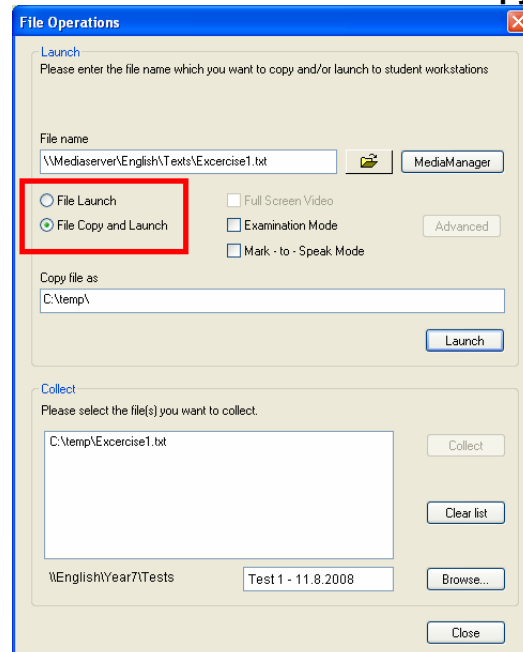 File Operations
Launch
Please enter the file name which you want to copy and/or launch to student workstations
File name
\\Mediaserver\English\Texts\Excercise1.txt
MediaManager
File Launch
Full Screen Video
File Copy and Launch
Examination Mode
Advanced
Mark - to - Speak Mode
Copy file as
C:\temp\
Launch
Collect
Please select the file(s) you want to collect.
C:\temp\Excercise1.txt
Collect
Clear list
\\English\Year7\Tests
Test 1 - 11.8.2008
Browse...
Close